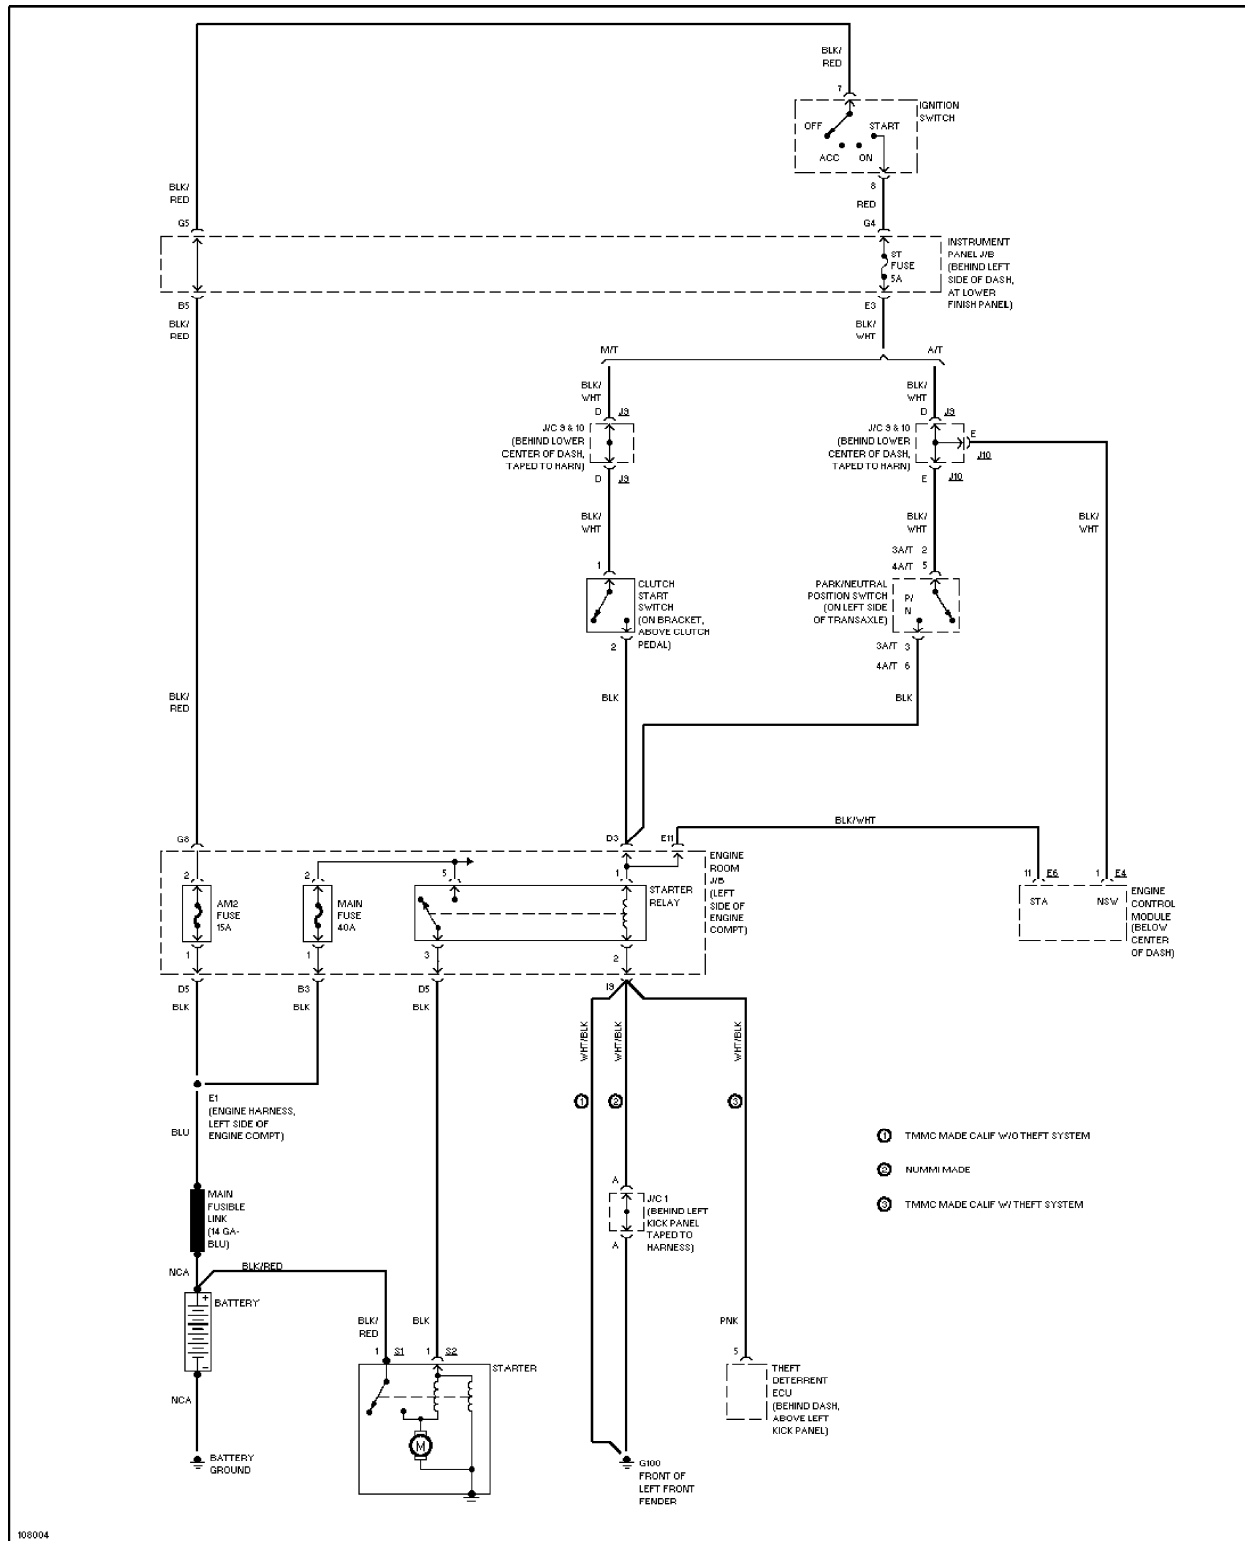 BLK/
RED
7
IGNITION
SWITCH
OFF
START
ACC
ON
8
BLK/
RED
RED
G5
G4
ST
FUSE
5A
INSTRUMENT
PANEL J/B
(BEHIND LEFT
SIDE OF DASH,
AT LOWER
FINISH PANEL)
B5
E3
BLK/
RED
BLK/
WHT
M/T
A/T
BLK/
WHT
BLK/
WHT
D
J9
D
J9
J/C 9 & 10
(BEHIND LOWER
CENTER OF DASH,
TAPED TO HARN)
J/C 9 & 10
(BEHIND LOWER
CENTER OF DASH,
TAPED TO HARN)
E
J10
D
J9
E
J10
BLK/
WHT
BLK/
WHT
BLK/
WHT
3A/T 2
4A/T 5
1
CLUTCH
START
SWITCH
(ON BRACKET,
ABOVE CLUTCH
PEDAL)
PARK/NEUTRAL
POSITION SWITCH
(ON LEFT SIDE
OF TRANSAXLE)
P/
N
2
3A/T 3
4A/T 6
BLK/
RED
BLK
BLK
BLK/WHT
G8
D3
E11
ENGINE
ROOM
J/B
(LEFT
SIDE OF
ENGINE
COMPT)
2
2
5
1
STARTER
RELAY
AM2
FUSE
15A
MAIN
FUSE
40A
11
E6
1
E4
STA
NSW
ENGINE
CONTROL
MODULE
(BELOW
CENTER
OF DASH)
1
1
3
2
D5
B3
D5
I9
BLK
BLK
BLK
WHT/BLK
WHT/BLK
WHT/BLK
1
2
3
E1
(ENGINE HARNESS,
LEFT SIDE OF
ENGINE COMPT)
BLU
1 TMMC MADE CALIF W/O THEFT SYSTEM
2 NUMMI MADE
3 TMMC MADE CALIF W/ THEFT SYSTEM
MAIN
FUSIBLE
LINK
(14 GA-
BLU)
A
J/C 1
(BEHIND LEFT
KICK PANEL
TAPED TO
HARNESS)
A
NCA
BLK/RED
+
BATTERY
-
BLK/
RED
BLK
PNK
1
S1
1
S2
5
STARTER
THEFT
DETERRENT
ECU
(BEHIND DASH,
ABOVE LEFT
KICK PANEL)
NCA
M
BATTERY
GROUND
G100
FRONT OF
LEFT FRONT
FENDER
108004